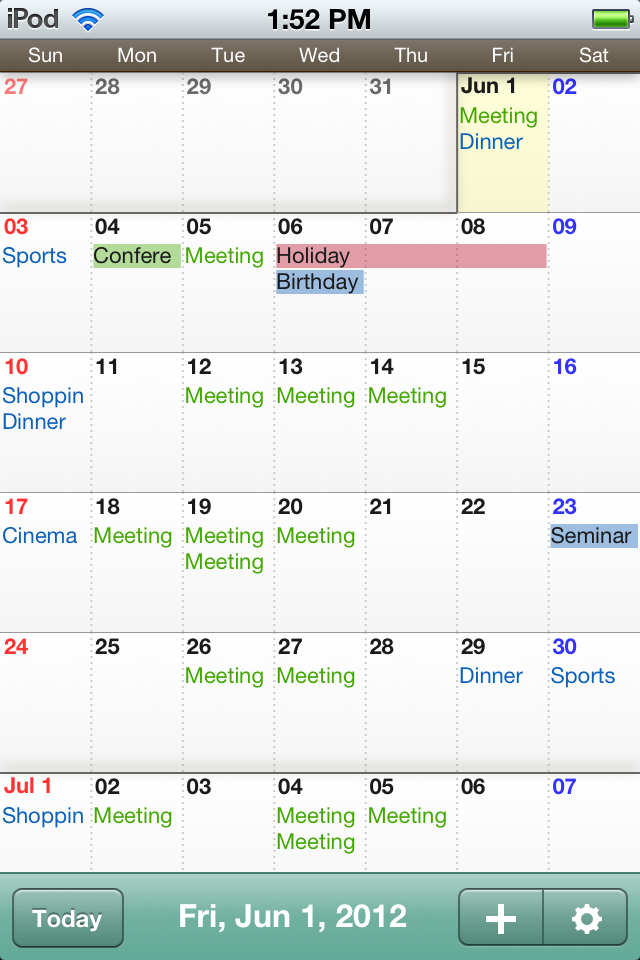 iPod 1:52 PM
Sun Mon Tue Wed Thu Fri Sat
27 28 29 30 31 Jun 1 02
Meeting
Dinner
03 04 05 06 07 08 09
Sports Confere Meeting Holiday
Birthday
10 11 12 13 14 15 16
Shoppin Meeting Meeting Meeting
Dinner
17 18 19 20 21 22 23
Cinema Meeting Meeting Meeting Seminar
Meeting
24 25 26 27 28 29 30
Meeting Meeting Dinner Sports
Jul 1 02 03 04 05 06 07
Shoppin Meeting Meeting Meeting
Meeting
Today Fri, Jun 1, 2012 +